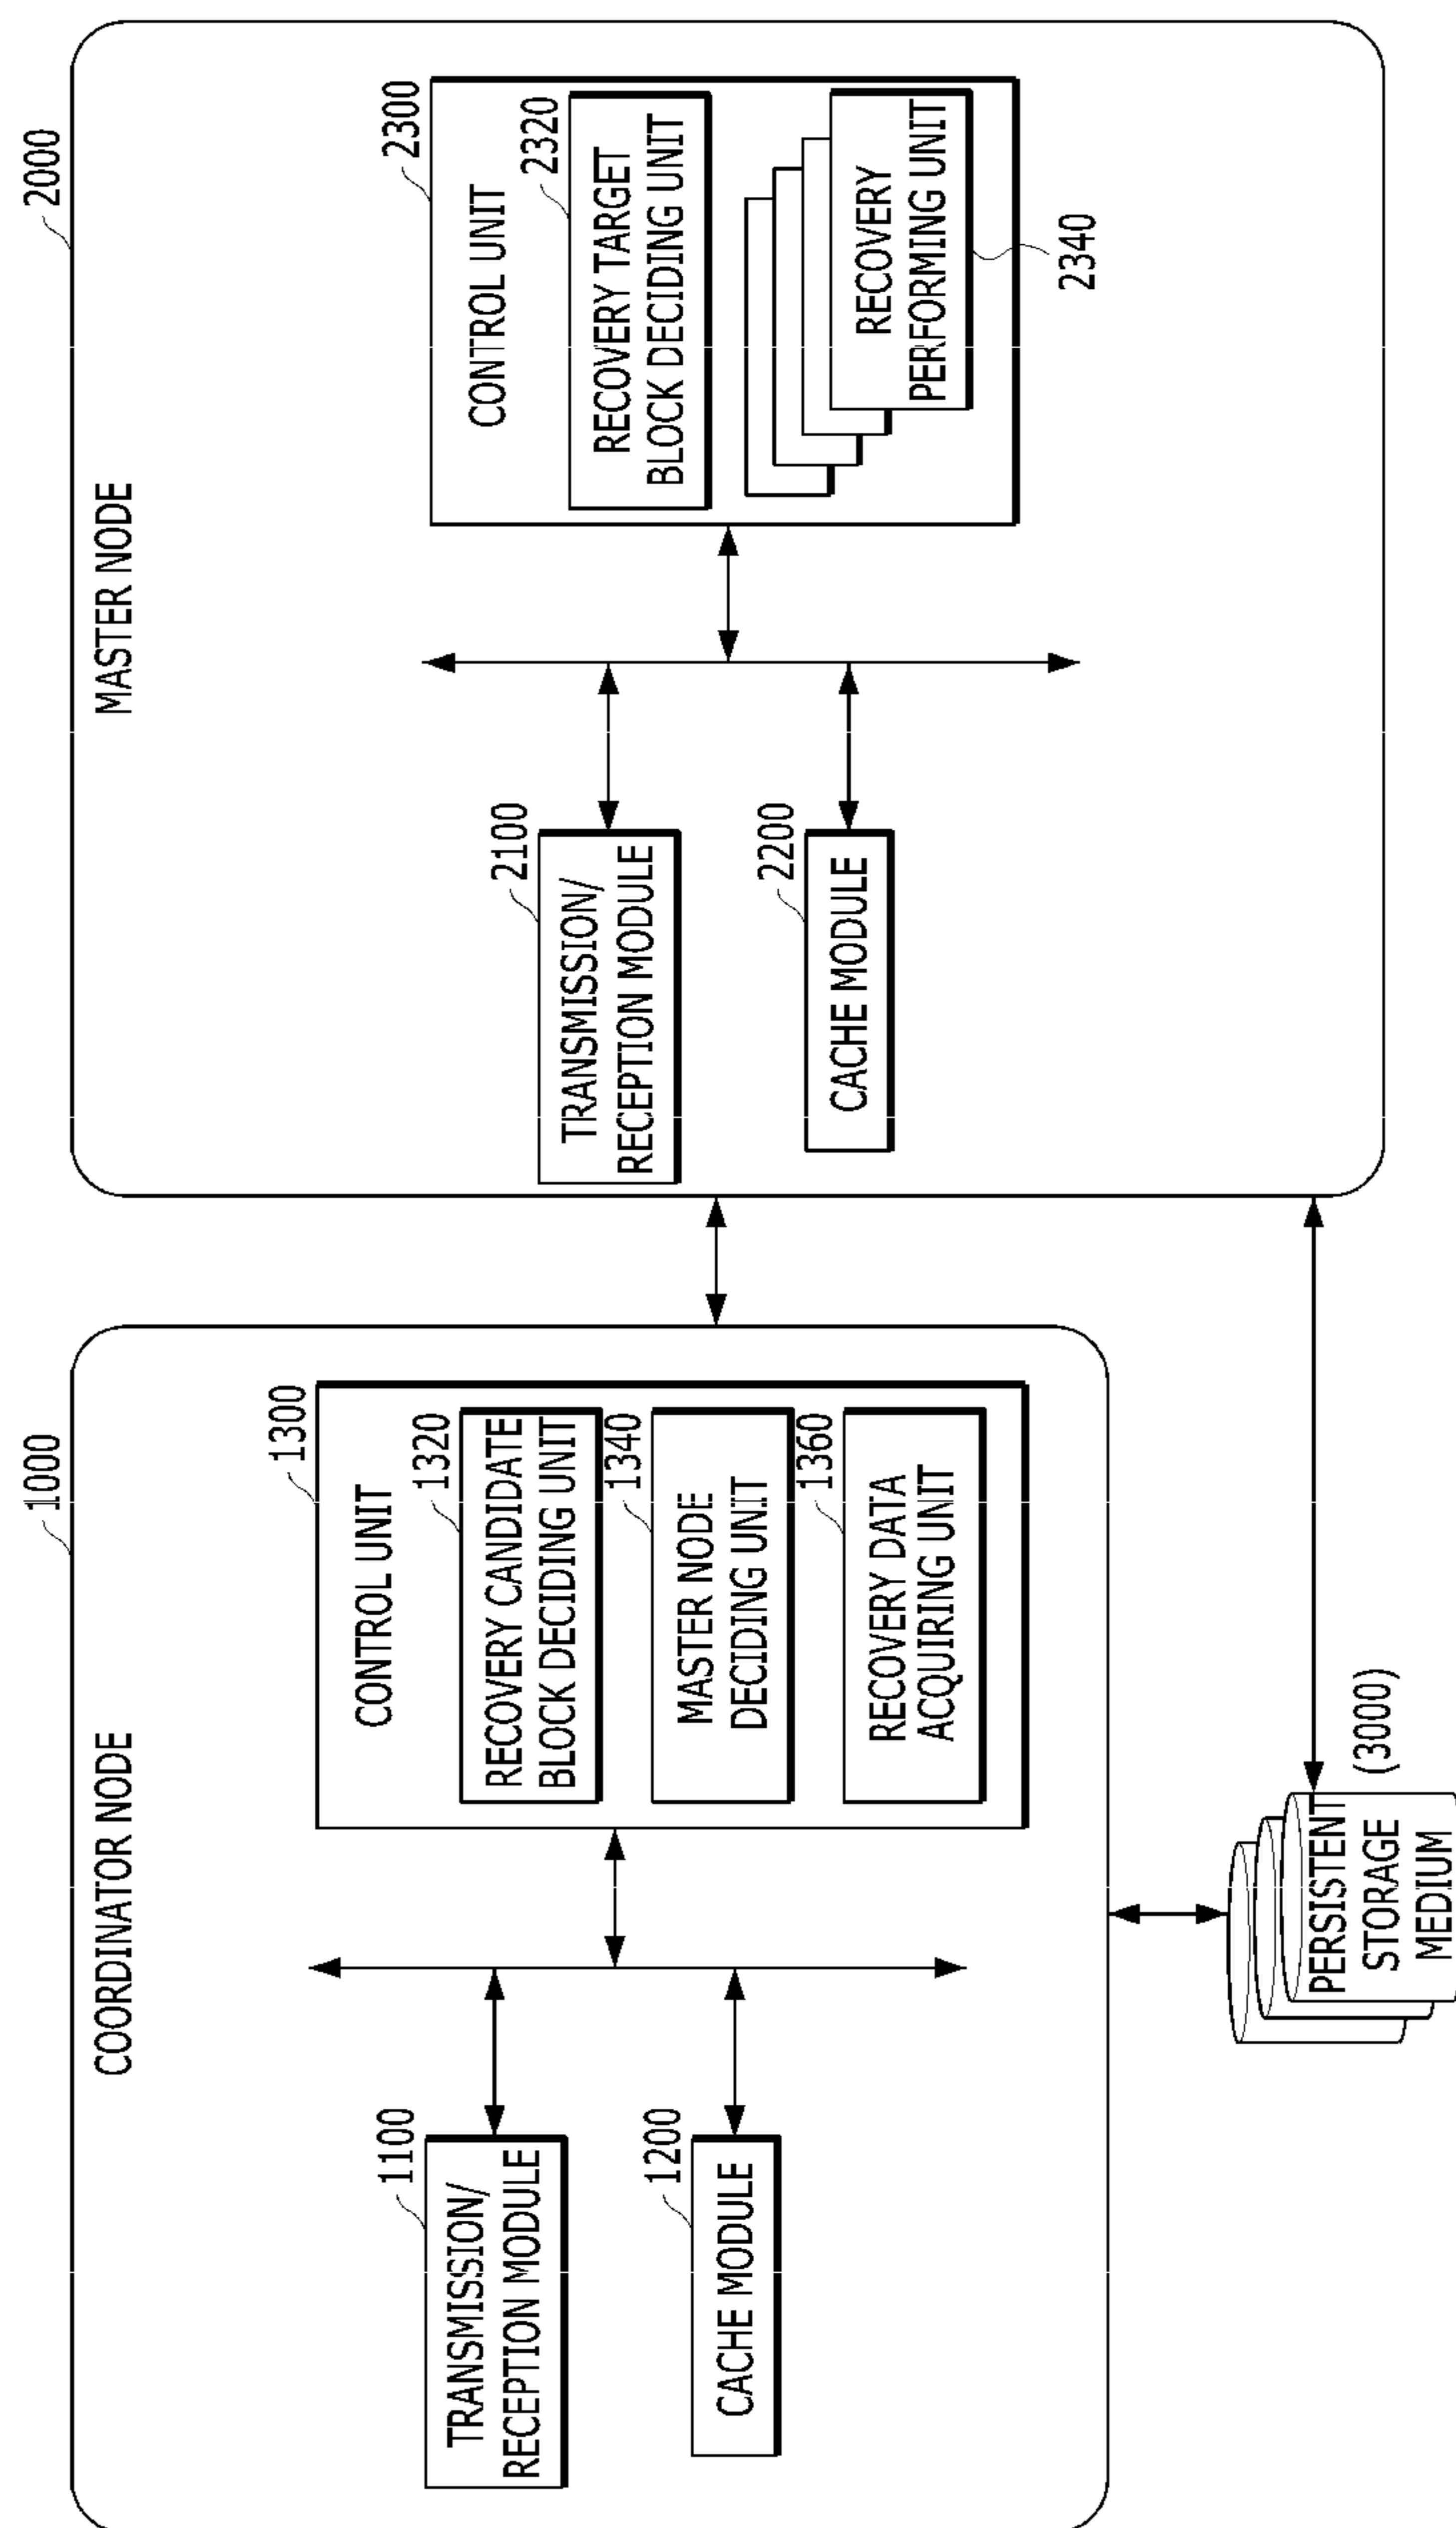 1000
COORDINATOR NODE
1100
TRANSMISSION/
RECEPTION MODULE
1200
CACHE MODULE
1300
CONTROL UNIT
1320
RECOVERY CANDIDATE
BLOCK DECIDING UNIT
1340
MASTER NODE
DECIDING UNIT
1360
RECOVERY DATA
ACQUIRING UNIT
2000
MASTER NODE
2100
TRANSMISSION/
RECEPTION MODULE
2200
CACHE MODULE
2300
CONTROL UNIT
2320
RECOVERY TARGET
BLOCK DECIDING UNIT
RECOVERY
PERFORMING UNIT
2340
PERSISTENT
STORAGE
MEDIUM
(3000)